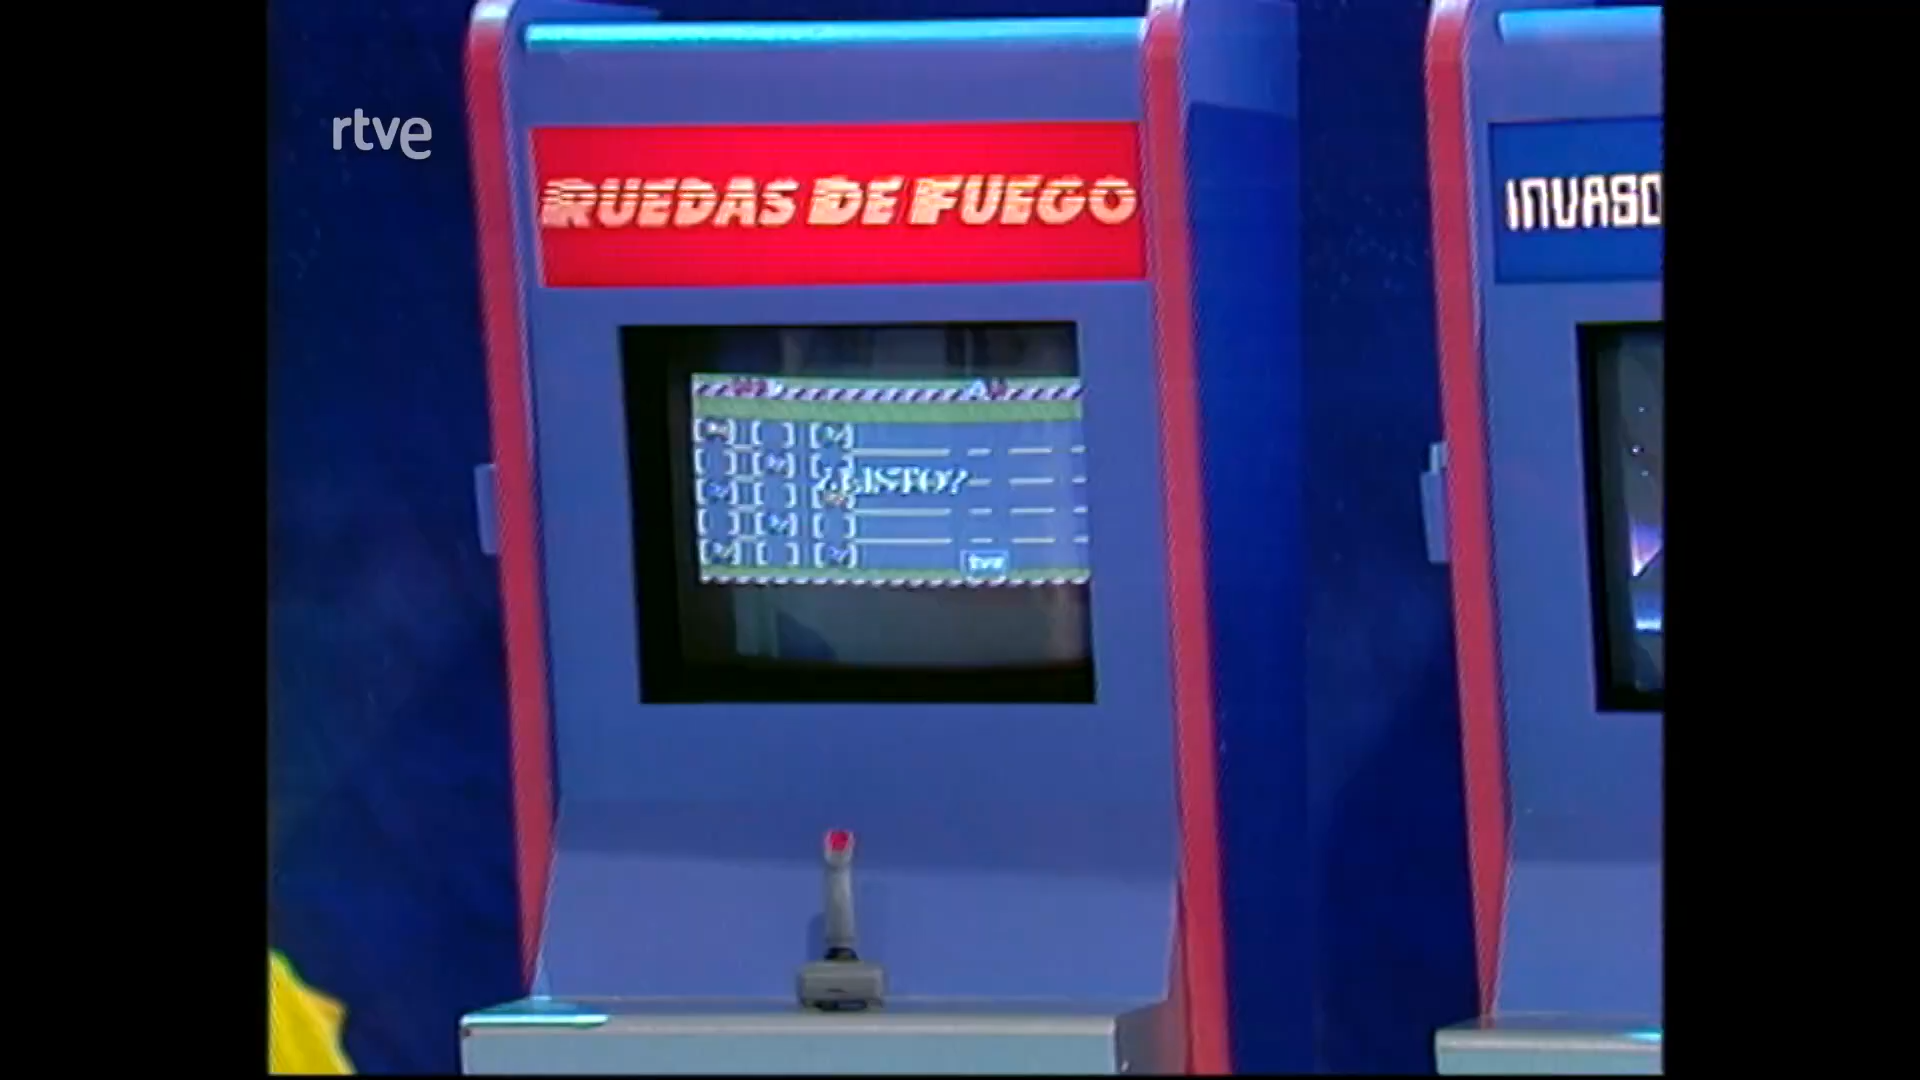 rtve
RUEDAS DE FUEGO
INVASO
¿LISTO?
tve